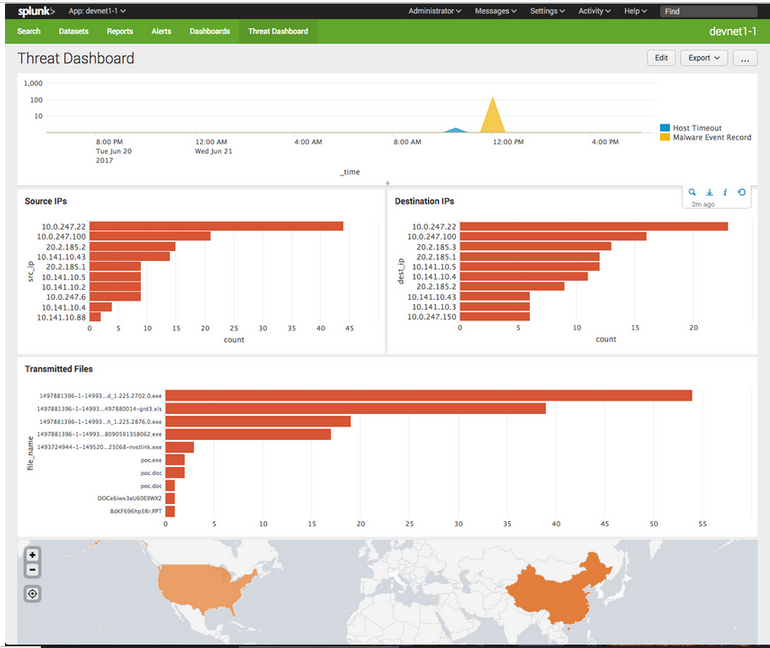 splunk> App: devnet1-1 Administrator Messages Settings Activity Help Find
Search Datasets Reports Alerts Dashboards Threat Dashboard devnet1-1
Threat Dashboard Edit Export ...
1,000
100
10
8:00 PM 12:00 AM 4:00 AM 8:00 AM 12:00 PM 4:00 PM
Tue Jun 20 Wed Jun 21
2017
_time
Host Timeout
Malware Event Record
2m ago
Source IPs
src_ip
10.0.247.22
10.0.247.100
20.2.185.2
10.141.10.43
20.2.185.1
10.141.10.5
10.141.10.2
10.0.247.6
10.141.10.4
10.141.10.88
0 5 10 15 20 25 30 35 40 45
count
Destination IPs
dest_ip
10.0.247.22
10.0.247.100
20.2.185.3
20.2.185.1
10.141.10.5
10.141.10.4
20.2.185.2
10.141.10.43
10.141.10.3
10.0.247.150
0 5 10 15 20
count
Transmitted Files
file_name
1497881396-1-14993...d_1.225.2702.0.exe
1497881396-1-14993...497880014-grd3.xls
1497881396-1-14993...h_1.225.2876.0.exe
1497881396-1-14993...8090591358062.exe
1493724944-1-149520...25068-nvstlink.exe
poc.exe
poc.doc
poc.doc
DOCe6iwx3eU60E9WX2
8dKF696hpSRr.PPT
0 5 10 15 20 25 30 35 40 45 50 55
+
−